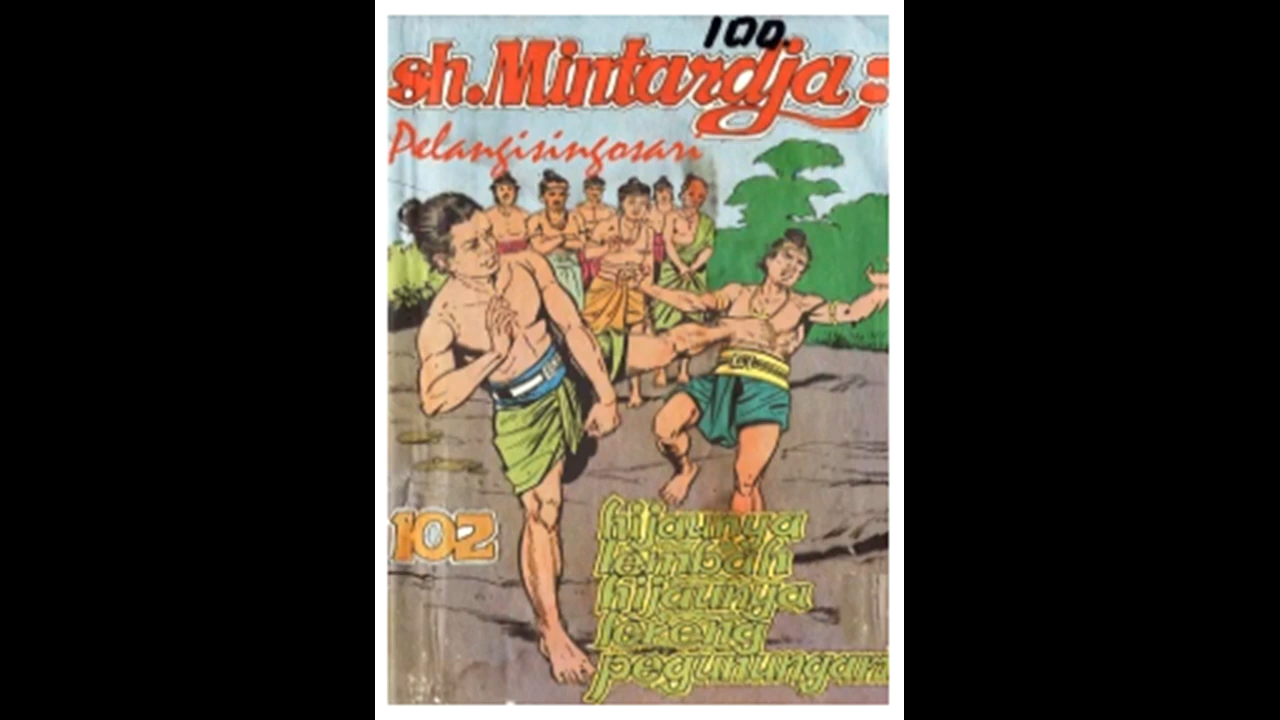 100.
sh.Mintardja:
Pelangisingosari
102
hijaunya
lembah
hijaunya
lereng
pegunungan